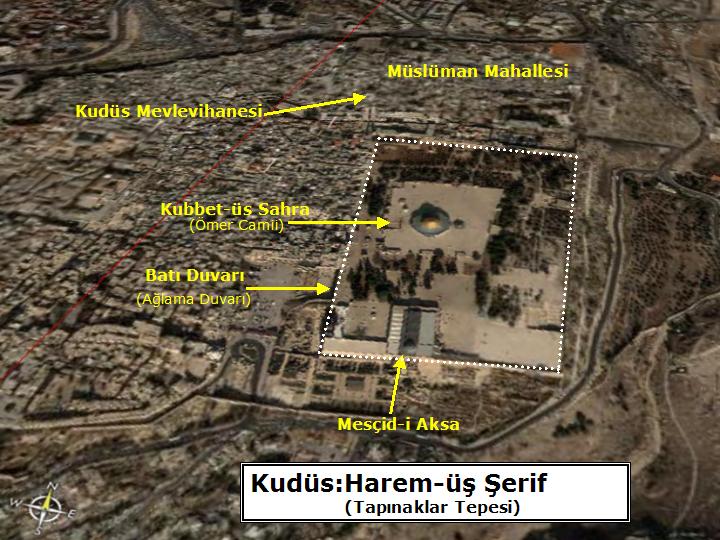 Müslüman Mahallesi
Kudüs Mevlevihanesi
Kubbet-üs Sahra
(Ömer Camii)
Batı Duvarı
(Ağlama Duvarı)
Mesçid-i Aksa
Kudüs:Harem-üş Şerif
(Tapınaklar Tepesi)
N
W
E
S